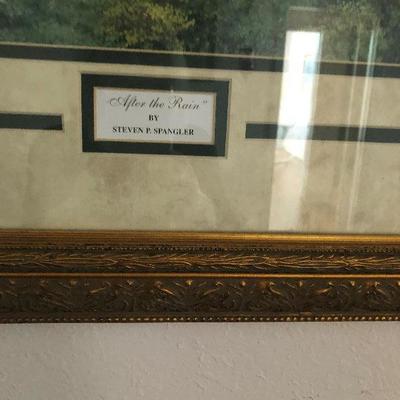 "After the Rain"
BY
STEVEN P. SPANGLER